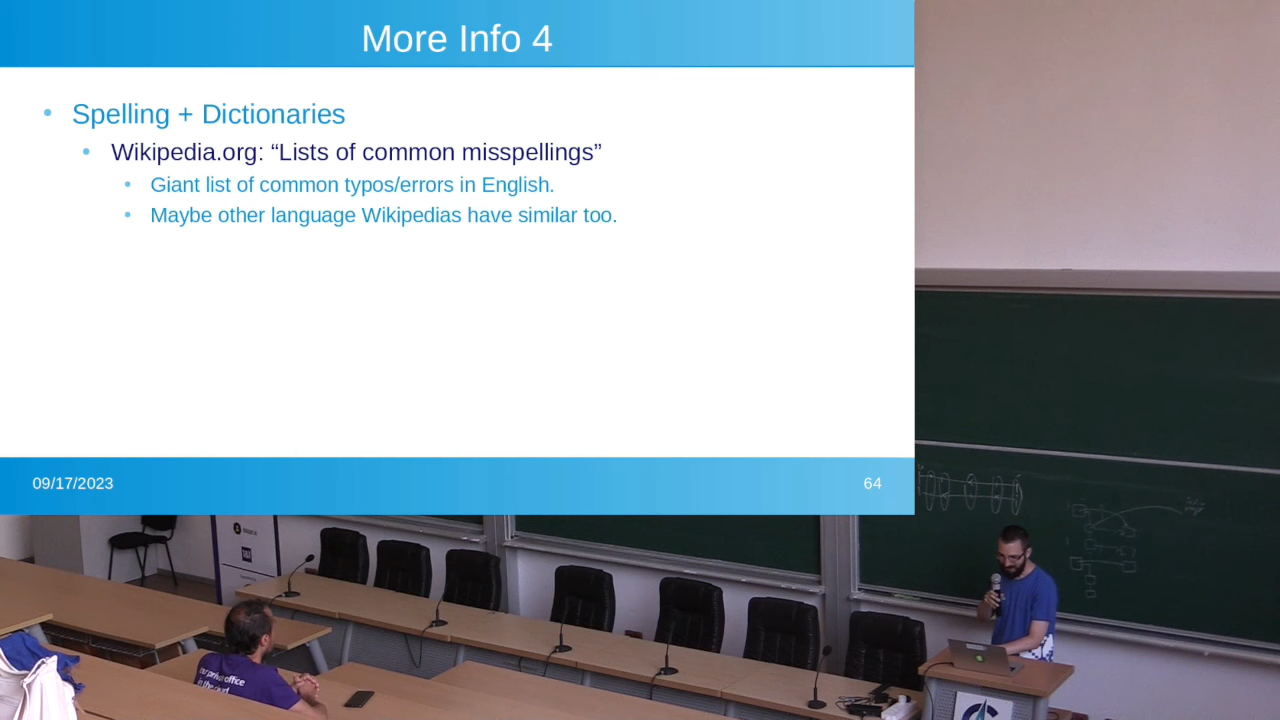 More Info 4
• Spelling + Dictionaries
• Wikipedia.org: “Lists of common misspellings”
• Giant list of common typos/errors in English.
• Maybe other language Wikipedias have similar too.
09/17/2023
64
office